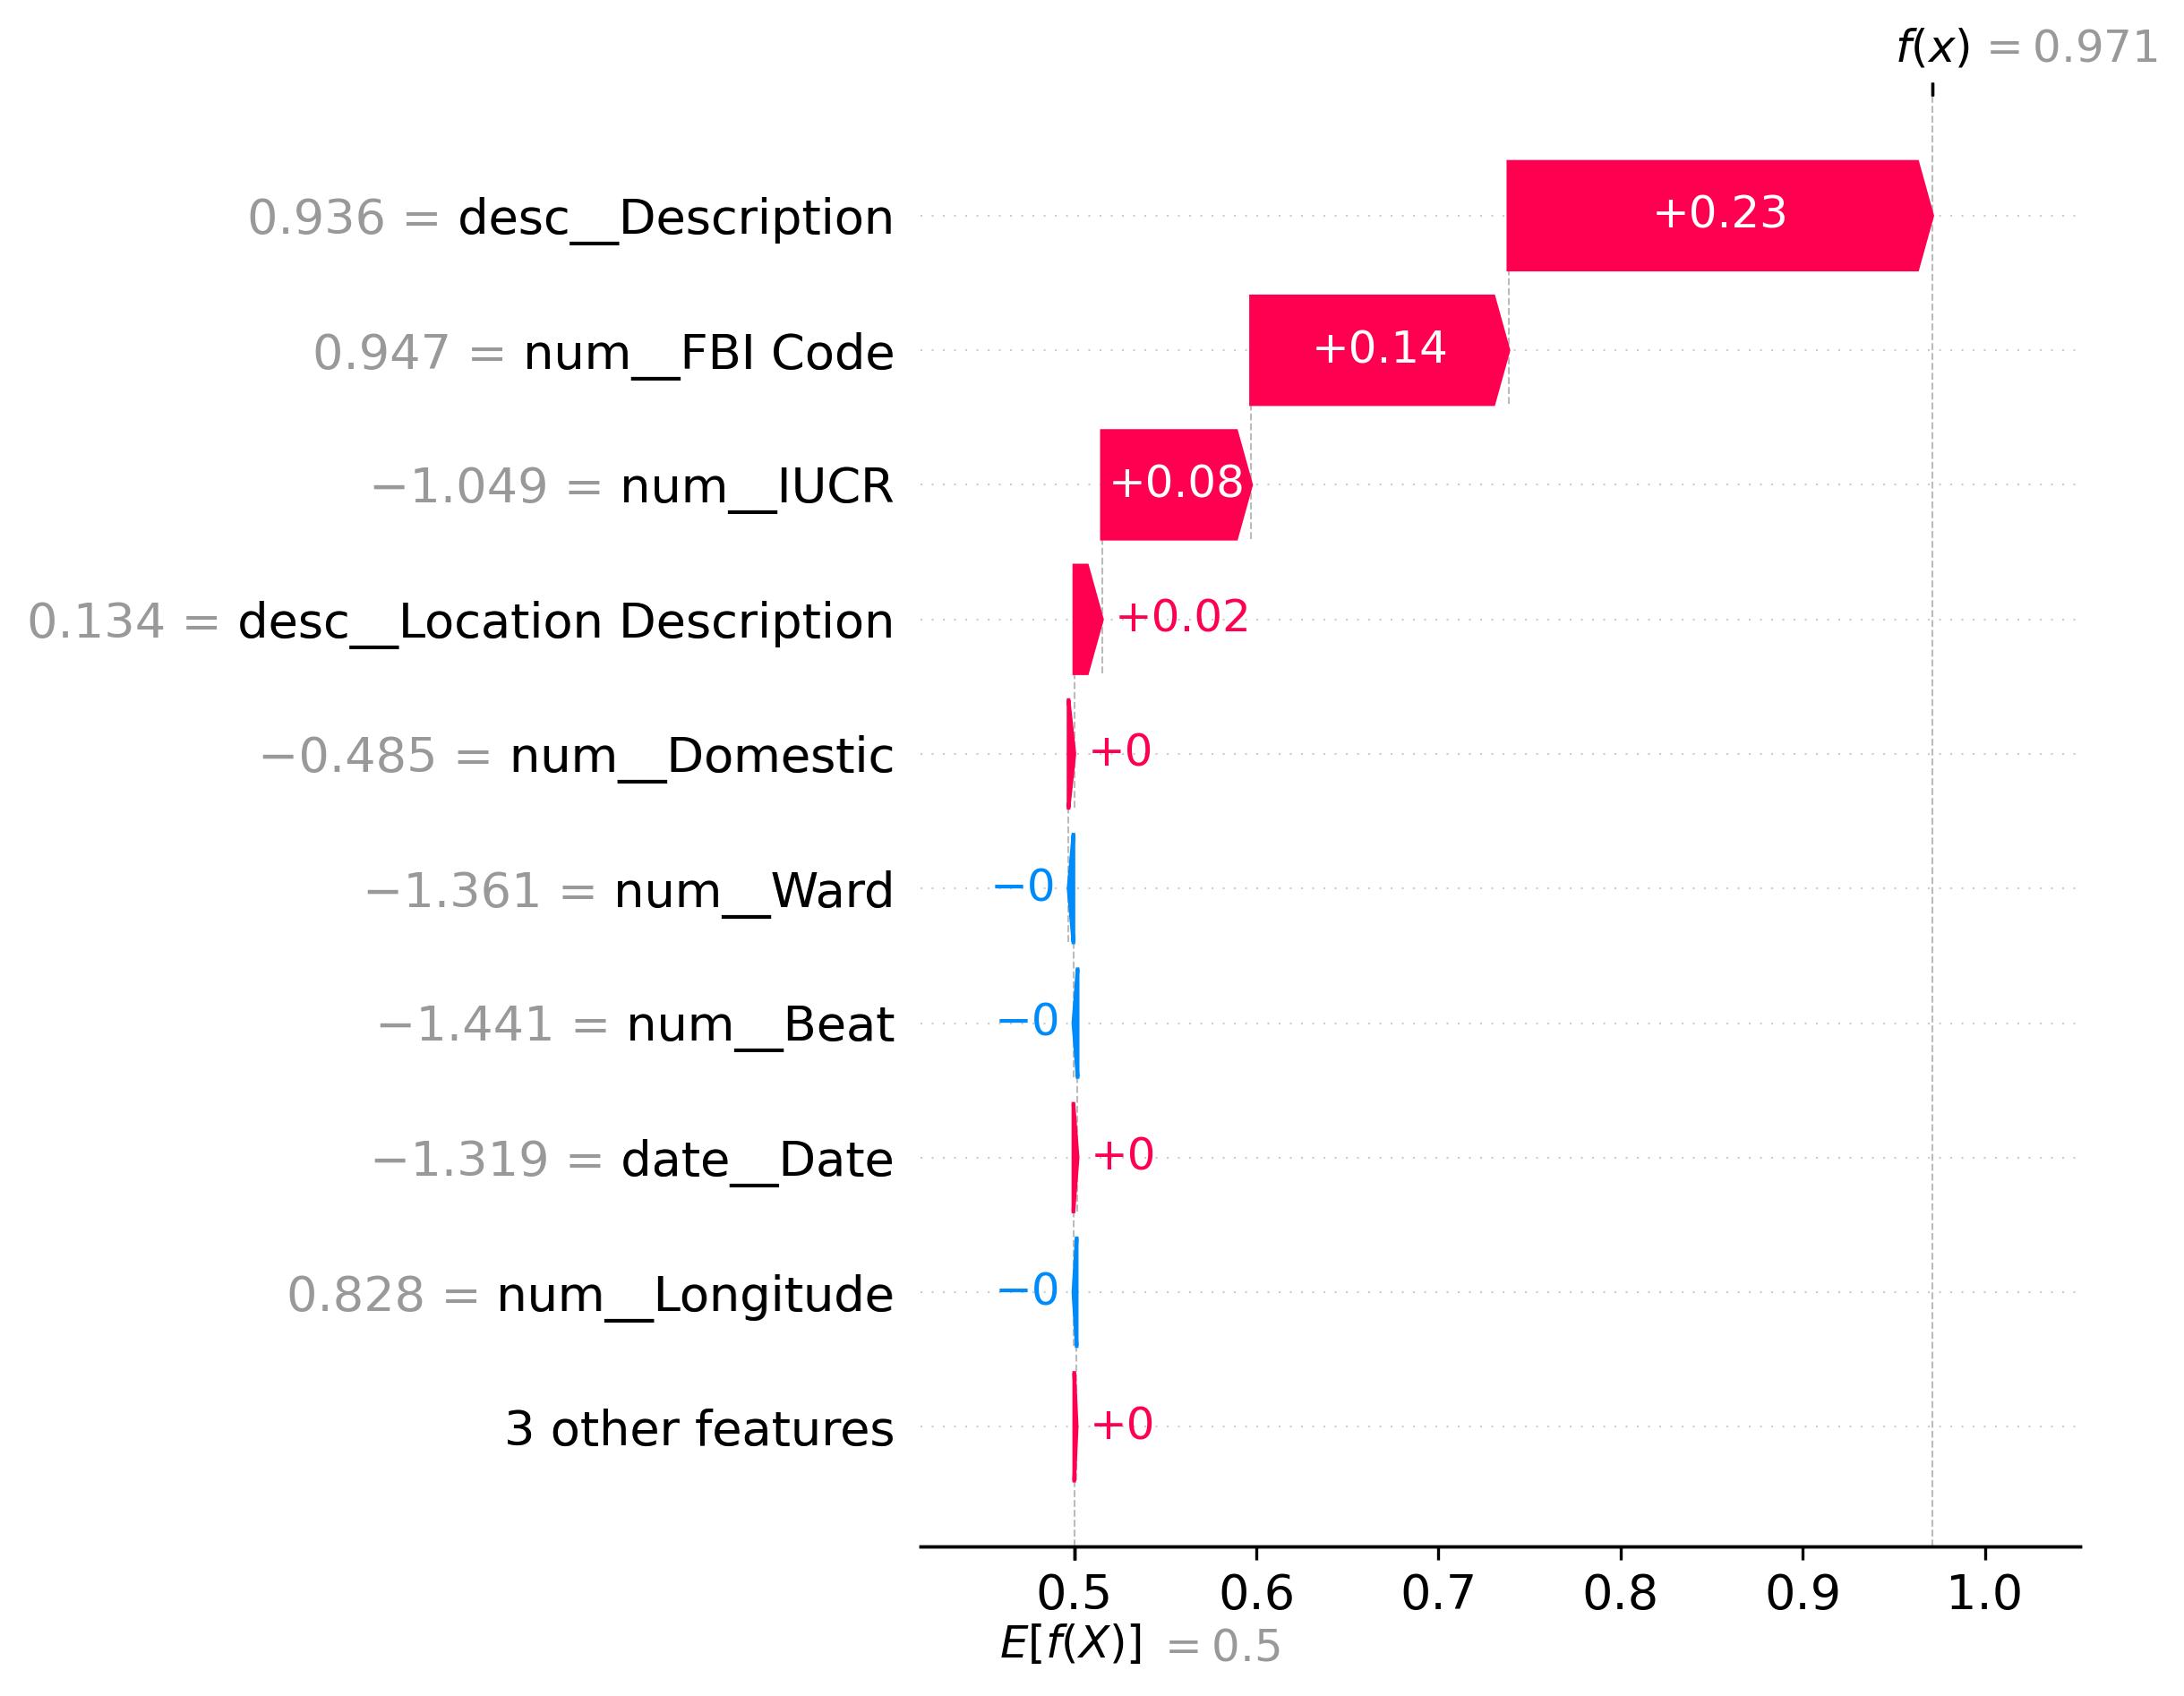 f(x) = 0.971
0.936 = desc__Description +0.23
0.947 = num__FBI Code +0.14
−1.049 = num__IUCR +0.08
0.134 = desc__Location Description +0.02
−0.485 = num__Domestic +0
−1.361 = num__Ward −0
−1.441 = num__Beat −0
−1.319 = date__Date +0
0.828 = num__Longitude −0
3 other features +0
0.5 0.6 0.7 0.8 0.9 1.0
E[f(X)] = 0.5